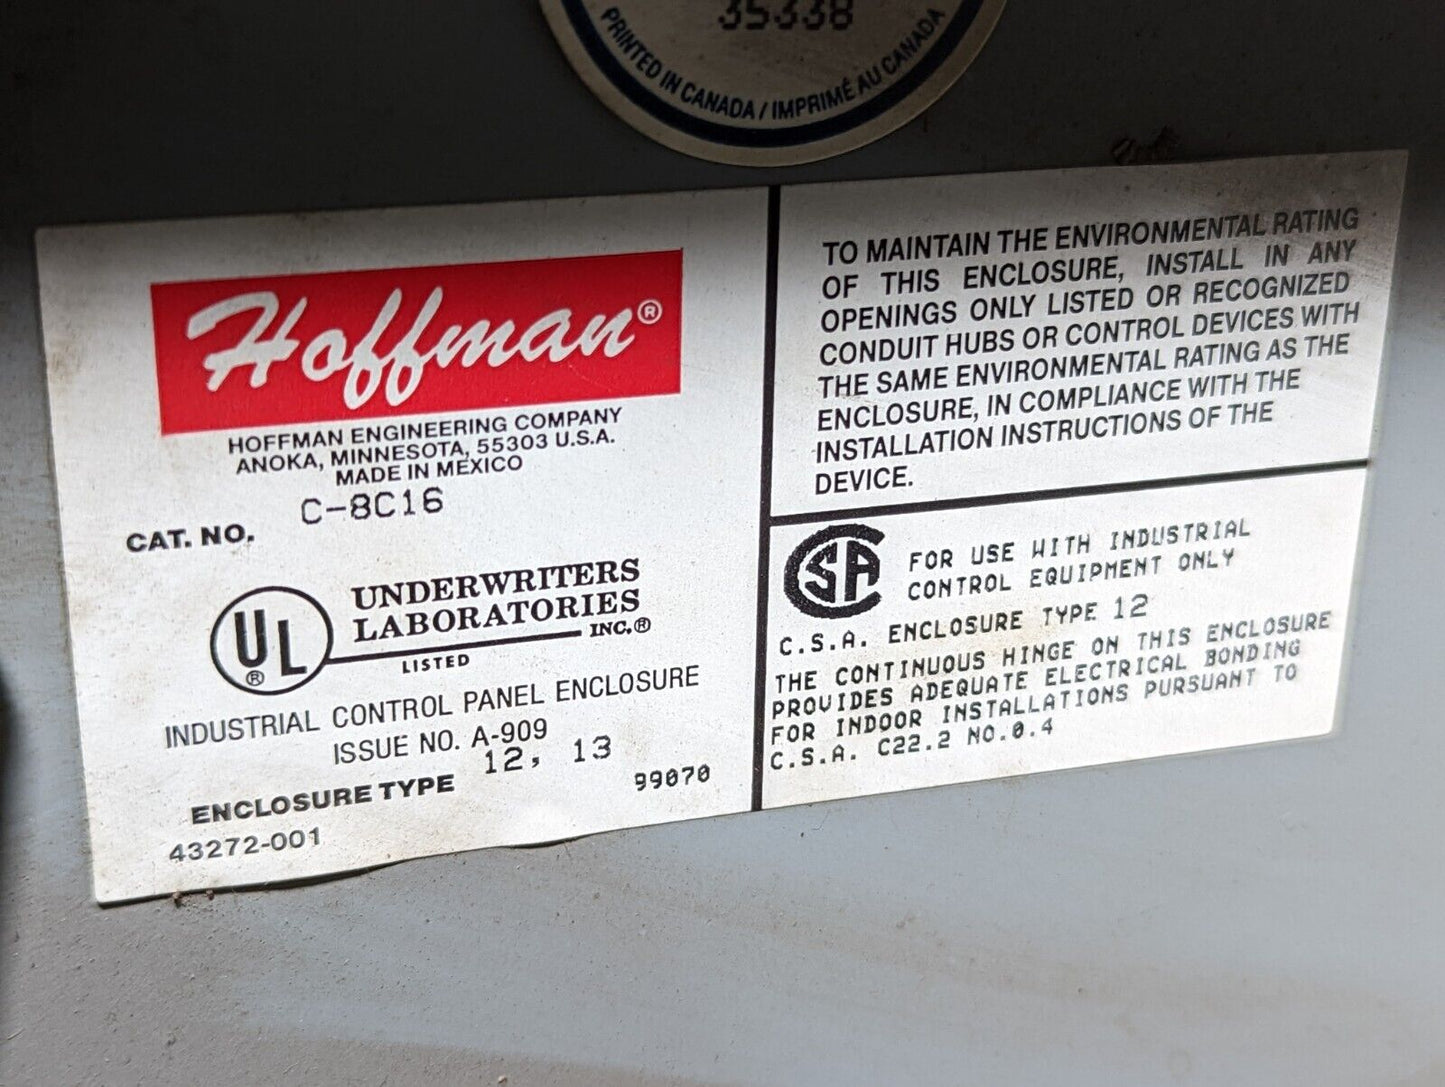 35338
PRINTED IN CANADA / IMPRIMÉ AU CANADA
Hoffman®
HOFFMAN ENGINEERING COMPANY
ANOKA, MINNESOTA, 55303 U.S.A.
MADE IN MEXICO
CAT. NO. C-8C16
UL®
UNDERWRITERS
LABORATORIES
INC.®
LISTED
INDUSTRIAL CONTROL PANEL ENCLOSURE
ISSUE NO. A-909
ENCLOSURE TYPE 12, 13
99070
43272-001
TO MAINTAIN THE ENVIRONMENTAL RATING
OF THIS ENCLOSURE, INSTALL IN ANY
OPENINGS ONLY LISTED OR RECOGNIZED
CONDUIT HUBS OR CONTROL DEVICES WITH
THE SAME ENVIRONMENTAL RATING AS THE
ENCLOSURE, IN COMPLIANCE WITH THE
INSTALLATION INSTRUCTIONS OF THE
DEVICE.
CSA
FOR USE WITH INDUSTRIAL
CONTROL EQUIPMENT ONLY
C.S.A. ENCLOSURE TYPE 12
THE CONTINUOUS HINGE ON THIS ENCLOSURE
PROVIDES ADEQUATE ELECTRICAL BONDING
FOR INDOOR INSTALLATIONS PURSUANT TO
C.S.A. C22.2 NO.0.4